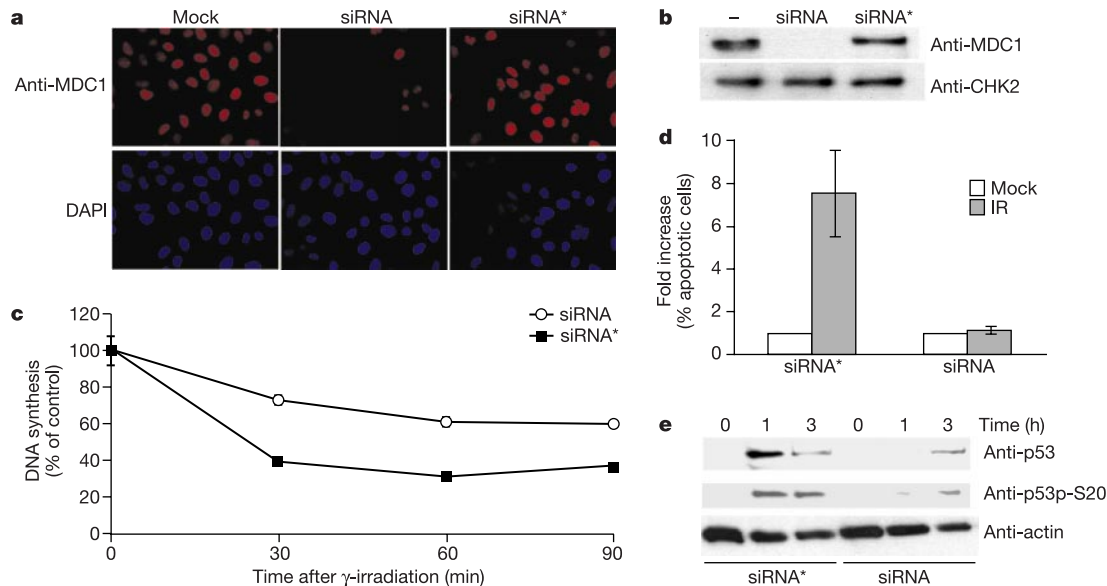 a
Mock siRNA siRNA*
Anti-MDC1
DAPI
b
– siRNA siRNA*
Anti-MDC1
Anti-CHK2
c
120
100
80
60
40
20
0
DNA synthesis
(% of control)
siRNA
siRNA*
0 30 60 90
Time after γ-irradiation (min)
d
10
8
6
4
2
0
Fold increase
(% apoptotic cells)
Mock
IR
siRNA* siRNA
e
0 1 3 0 1 3 Time (h)
Anti-p53
Anti-p53p-S20
Anti-actin
siRNA* siRNA